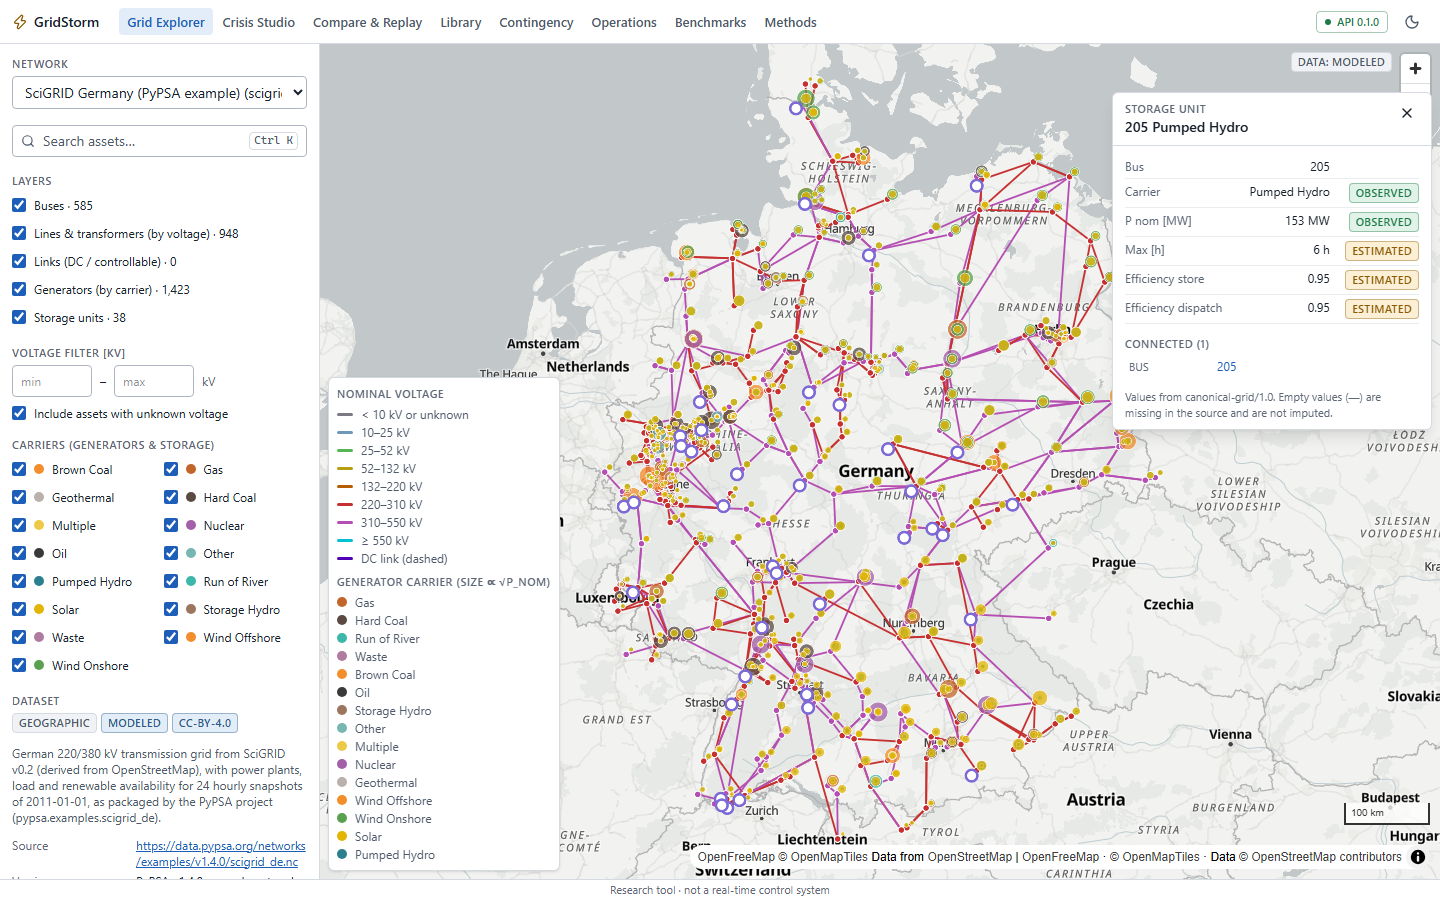 GridStorm
Grid Explorer
Crisis Studio
Compare & Replay
Library
Contingency
Operations
Benchmarks
Methods
API 0.1.0
NETWORK
SciGRID Germany (PyPSA example) (scigri
Search assets...
Ctrl K
LAYERS
Buses · 585
Lines & transformers (by voltage) · 948
Links (DC / controllable) · 0
Generators (by carrier) · 1,423
Storage units · 38
VOLTAGE FILTER [KV]
min – max kV
Include assets with unknown voltage
CARRIERS (GENERATORS & STORAGE)
Brown Coal
Gas
Geothermal
Hard Coal
Multiple
Nuclear
Oil
Other
Pumped Hydro
Run of River
Solar
Storage Hydro
Waste
Wind Offshore
Wind Onshore
DATASET
GEOGRAPHIC
MODELED
CC-BY-4.0
German 220/380 kV transmission grid from SciGRID
v0.2 (derived from OpenStreetMap), with power plants,
load and renewable availability for 24 hourly snapshots
of 2011-01-01, as packaged by the PyPSA project
(pypsa.examples.scigrid_de).
Source
https://data.pypsa.org/networks
/examples/v1.4.0/scigrid_de.nc
NOMINAL VOLTAGE
< 10 kV or unknown
10–25 kV
25–52 kV
52–132 kV
132–220 kV
220–310 kV
310–550 kV
≥ 550 kV
DC link (dashed)
GENERATOR CARRIER (SIZE ∝ √P_NOM)
Gas
Hard Coal
Run of River
Waste
Brown Coal
Oil
Storage Hydro
Other
Multiple
Nuclear
Geothermal
Wind Offshore
Wind Onshore
Solar
Pumped Hydro
DATA: MODELED
+
STORAGE UNIT
205 Pumped Hydro
Bus 205
Carrier Pumped Hydro OBSERVED
P nom [MW] 153 MW OBSERVED
Max [h] 6 h ESTIMATED
Efficiency store 0.95 ESTIMATED
Efficiency dispatch 0.95 ESTIMATED
CONNECTED (1)
BUS 205
Values from canonical-grid/1.0. Empty values (—) are
missing in the source and are not imputed.
SCHLESWIG-
HOLSTEIN
MECKLENBURG-
VORPOMMERN
Hamburg
LOWER
SAXONY
BRANDENBURG
Amsterdam
Netherlands
The Hague
SAXONY-
ANHALT
Germany
THURINGIA
HESSE
Dresden
ŁÓDŹ
VOIVODESH
LOWER
SILESIAN
VOIVODESHIP
SILESIAN
VOIVODESHI
Prague
Czechia
Nuremberg
BAVARIA
Strasbourg
GRAND EST
Slovakia
Vienna
UPPER
AUSTRIA
Austria
BURGENLAND
Budapest
Hungar
STYRIA
TYROL
CARINTHIA
Zurich
Liechtenstein
Switzerland
100 km
OpenFreeMap © OpenMapTiles Data from OpenStreetMap | OpenFreeMap · © OpenMapTiles · Data © OpenStreetMap contributors
Research tool · not a real-time control system